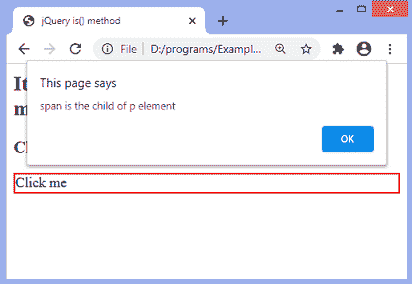 jQuery is() method
File
D:/programs/Exampl...
It
This page says
span is the child of p element
m
OK
Click me